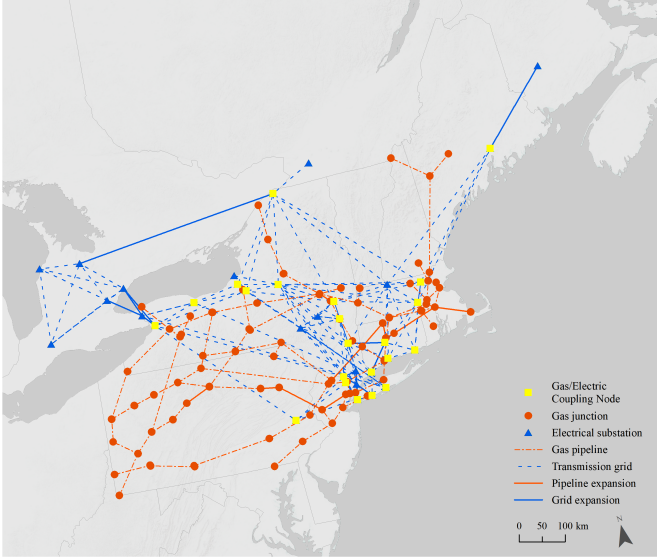 Gas/Electric
Coupling Node
Gas junction
Electrical substation
Gas pipeline
Transmission grid
Pipeline expansion
Grid expansion
N
0 50 100 km